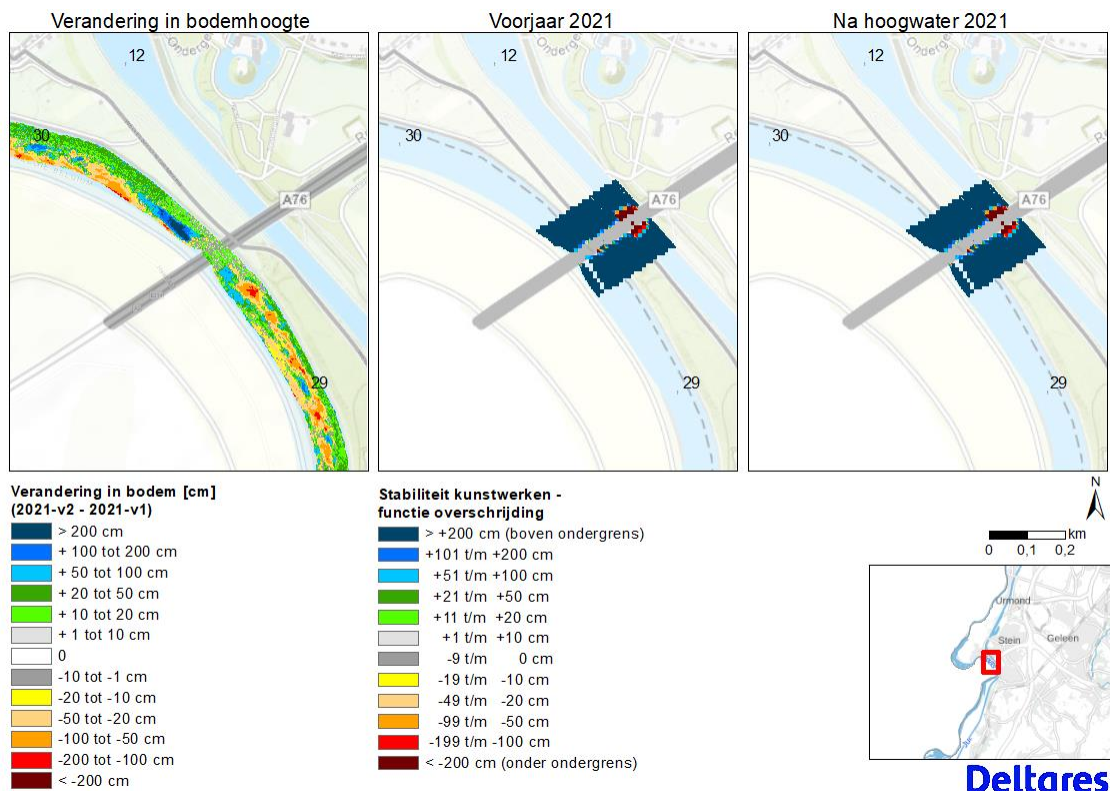 Verandering in bodemhoogte
Voorjaar 2021
Na hoogwater 2021
12
30
A76
29
12
30
A76
29
12
30
A76
29
Verandering in bodem [cm]
(2021-v2 - 2021-v1)
> 200 cm
+ 100 tot 200 cm
+ 50 tot 100 cm
+ 20 tot 50 cm
+ 10 tot 20 cm
+ 1 tot 10 cm
0
-10 tot -1 cm
-20 tot -10 cm
-50 tot -20 cm
-100 tot -50 cm
-200 tot -100 cm
< -200 cm
Stabiliteit kunstwerken -
functie overschrijding
> +200 cm (boven ondergrens)
+101 t/m +200 cm
+51 t/m +100 cm
+21 t/m +50 cm
+11 t/m +20 cm
+1 t/m +10 cm
-9 t/m 0 cm
-19 t/m -10 cm
-49 t/m -20 cm
-99 t/m -50 cm
-199 t/m -100 cm
< -200 cm (onder ondergrens)
N
km
0 0,1 0,2
Urmond
Stein
Geleen
Deltares